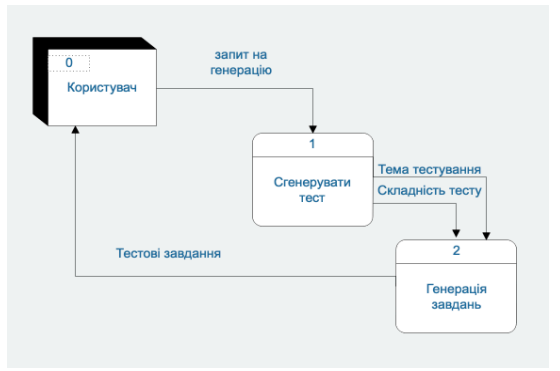 0
Користувач
запит на
генерацію
1
Сгенерувати
тест
Тема тестування
Складність тесту
2
Генерація
завдань
Тестові завдання